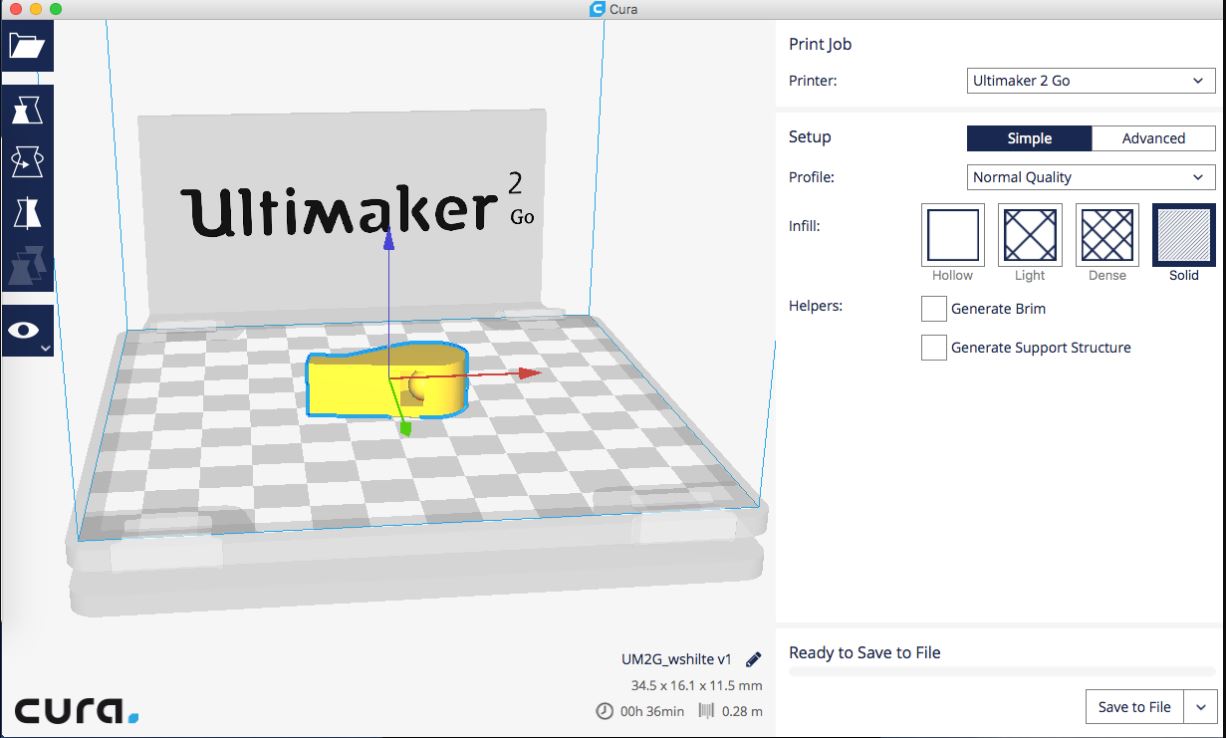 Cura
Print Job
Printer:
Ultimaker 2 Go
Setup
Simple
Advanced
Profile:
Normal Quality
Infill:
Hollow
Light
Dense
Solid
Helpers:
Generate Brim
Generate Support Structure
Ultimaker 2
Go
UM2G_wshilte v1
34.5 x 16.1 x 11.5 mm
00h 36min
0.28 m
Ready to Save to File
Save to File
cura.